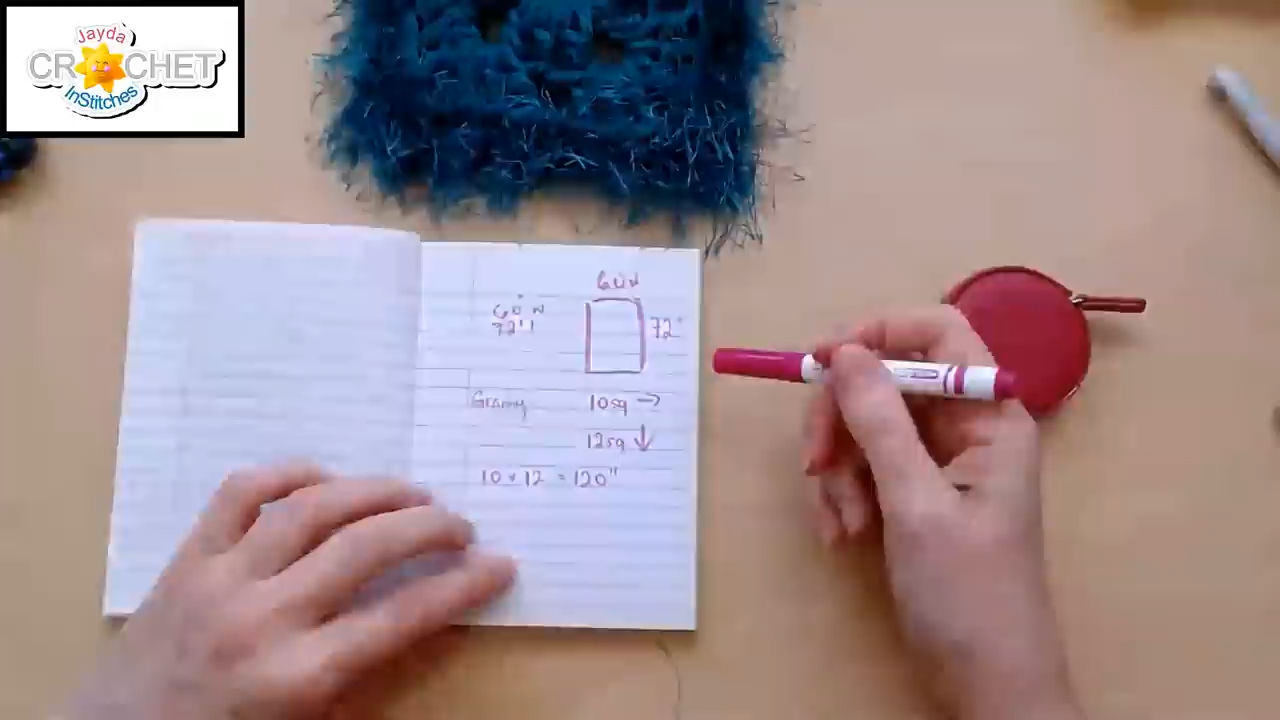 Jayda
CROCHET
InStitches
60"
60" W
72"
72"
Granny 10sq →
12sq ↓
10 x 12 = 120"